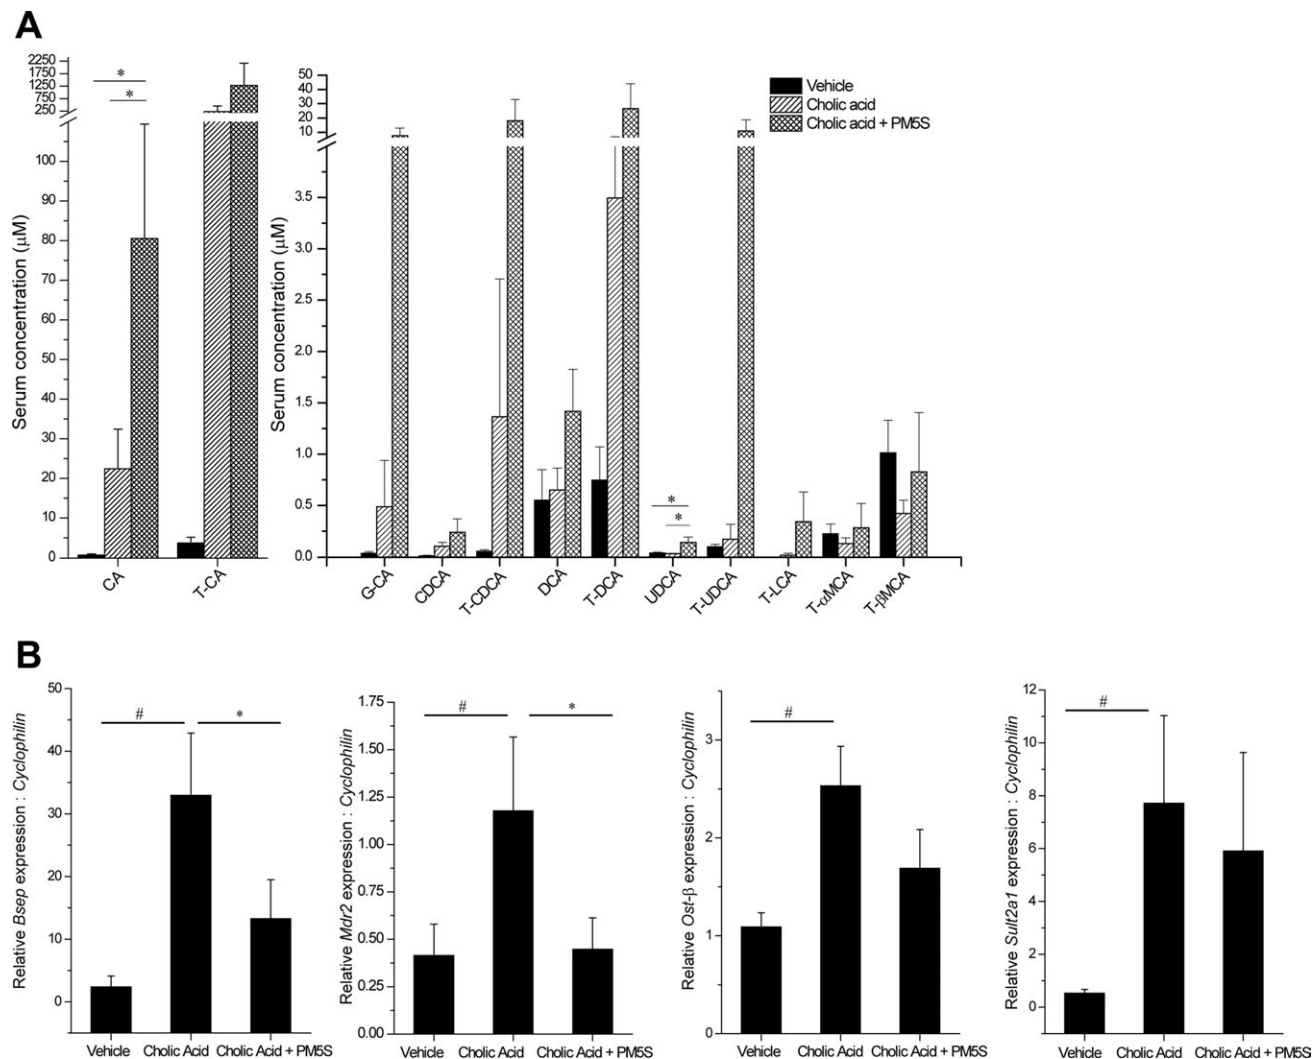 A
Serum concentration (μM)
2250
1750
1250
750
250
100
90
80
70
60
50
40
30
20
10
0
*
*
CA
T-CA
Serum concentration (μM)
50
40
30
20
10
3.5
3.0
2.5
2.0
1.5
1.0
0.5
0.0
Vehicle
Cholic acid
Cholic acid + PM5S
*
*
G-CA
CDCA
T-CDCA
DCA
T-DCA
UDCA
T-UDCA
T-LCA
T-αMCA
T-βMCA
B
Relative Bsep expression : Cyclophilin
50
40
30
20
10
0
#
*
Vehicle
Cholic Acid
Cholic Acid + PM5S
Relative Mdr2 expression : Cyclophilin
1.75
1.50
1.25
1.00
0.75
0.50
0.25
0.00
#
*
Vehicle
Cholic Acid
Cholic Acid + PM5S
Relative Ost-β expression : Cyclophilin
3
2
1
0
#
Vehicle
Cholic Acid
Cholic Acid + PM5S
Relative Sult2a1 expression : Cyclophilin
12
10
8
6
4
2
0
#
Vehicle
Cholic Acid
Cholic Acid + PM5S